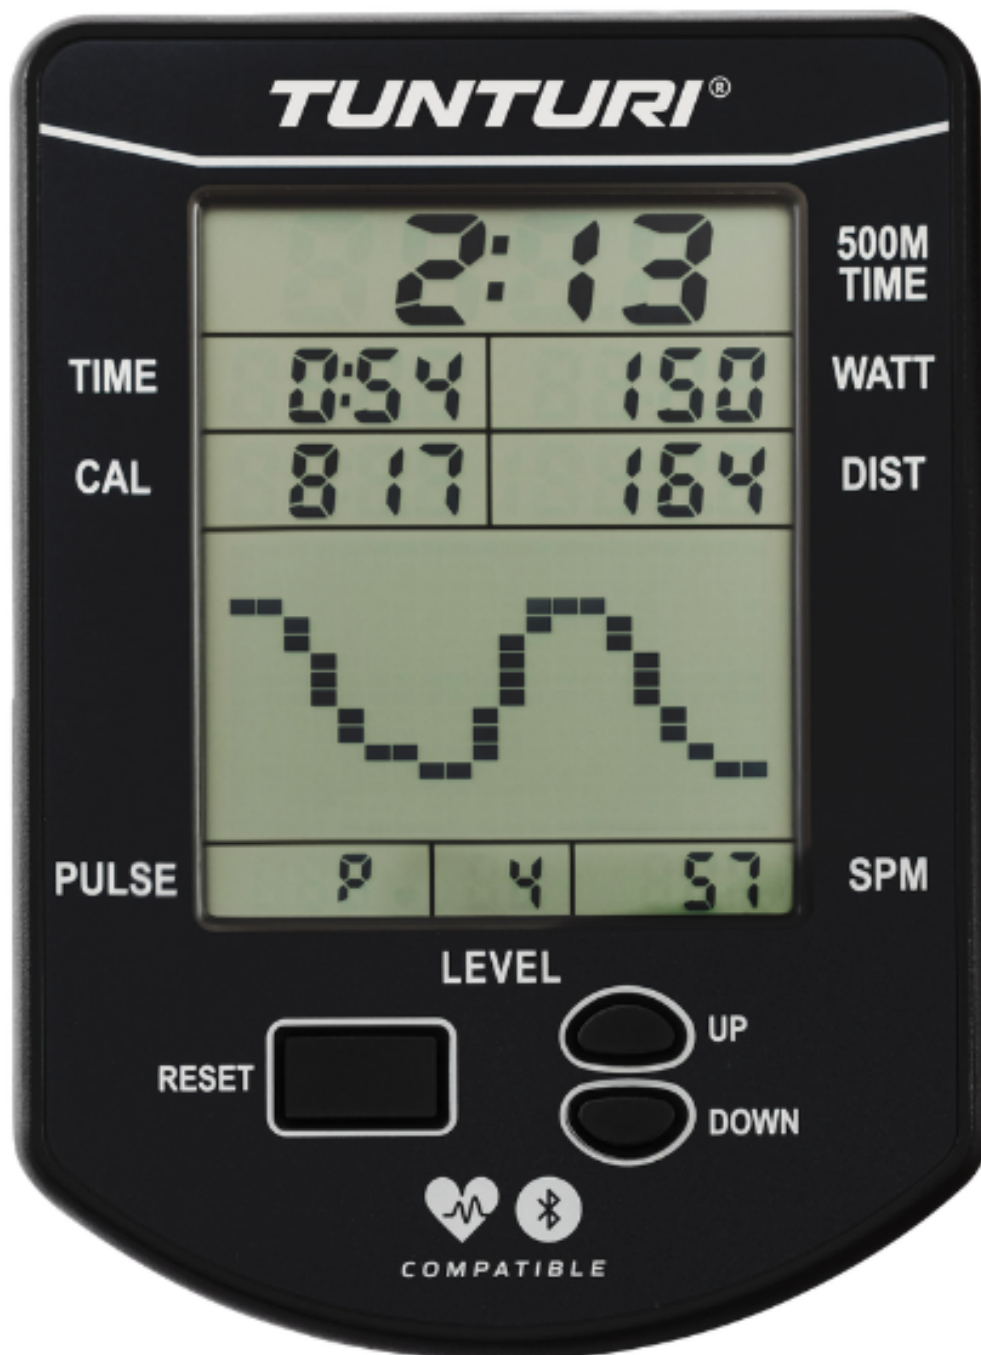 TUNTURI®
2:13 500M TIME
TIME 0:54 150 WATT
CAL 817 164 DIST
PULSE P 4 57 SPM
LEVEL
UP
RESET
DOWN
COMPATIBLE